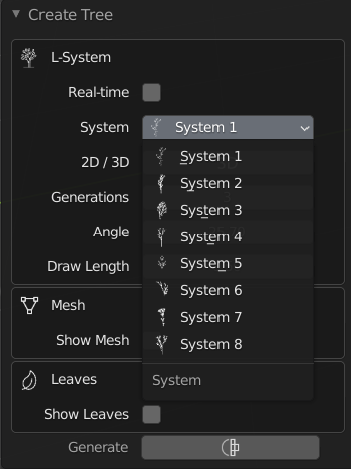 Create Tree
L-System
Real-time
System System 1
2D / 3D System 1
System 2
Generations System 3
Angle System 4
Draw Length System 5
System 6
Mesh System 7
Show Mesh System 8
Leaves System
Show Leaves
Generate